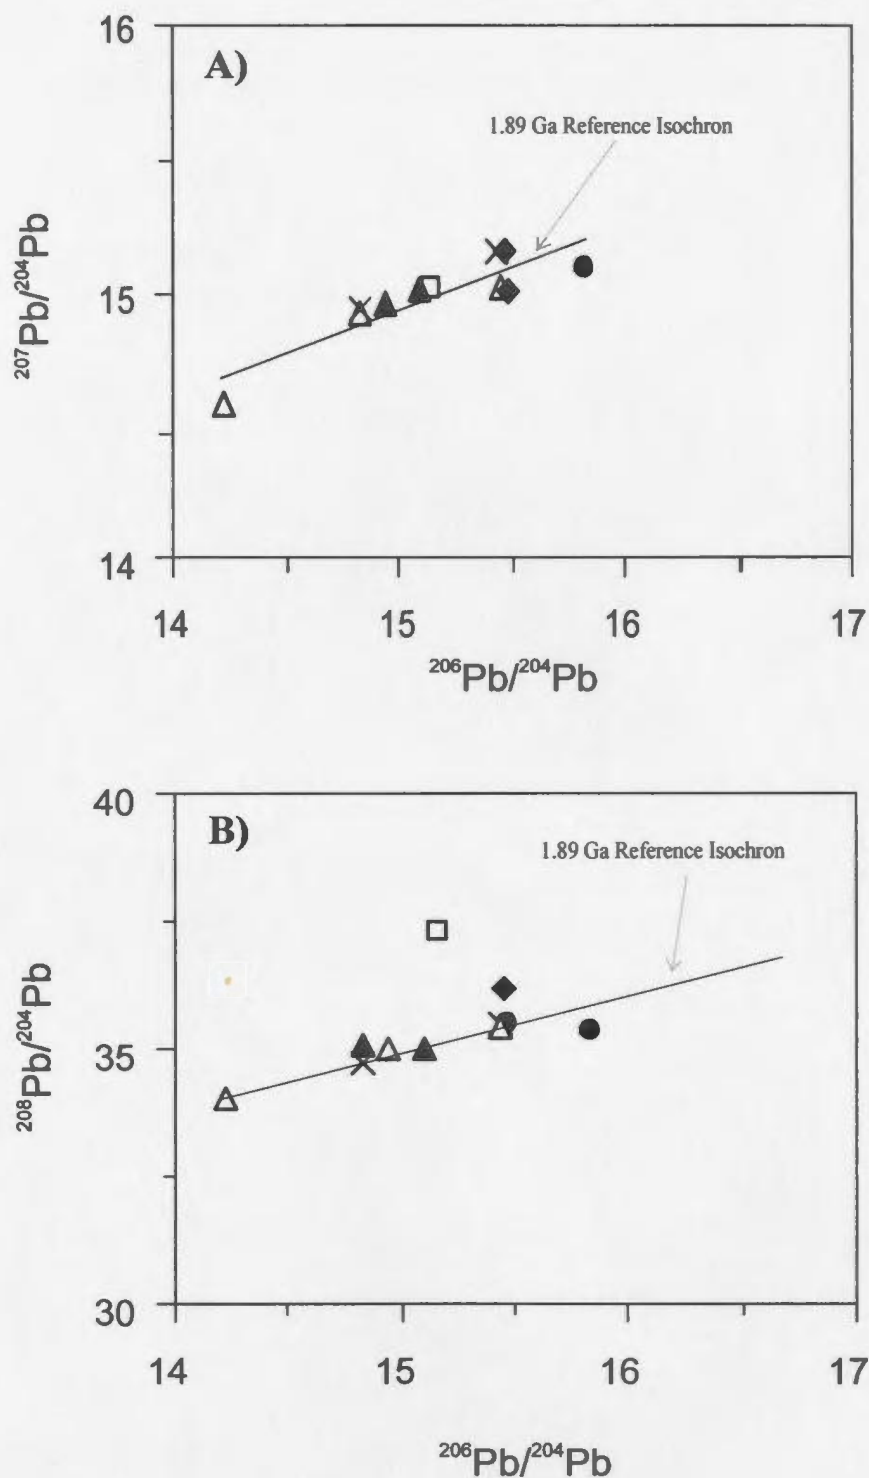 16
A)
1.89 Ga Reference Isochron
²⁰⁷Pb/²⁰⁴Pb
15
14
14 15 16 17
²⁰⁶Pb/²⁰⁴Pb
40
B)
1.89 Ga Reference Isochron
²⁰⁸Pb/²⁰⁴Pb
35
30
14 15 16 17
²⁰⁶Pb/²⁰⁴Pb